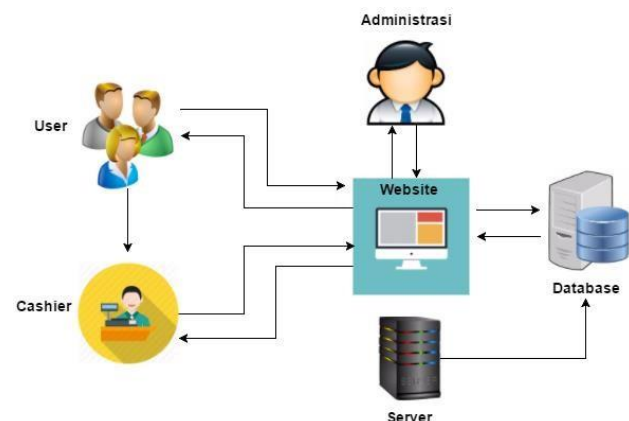 Administrasi
User
Website
Cashier
Database
Server